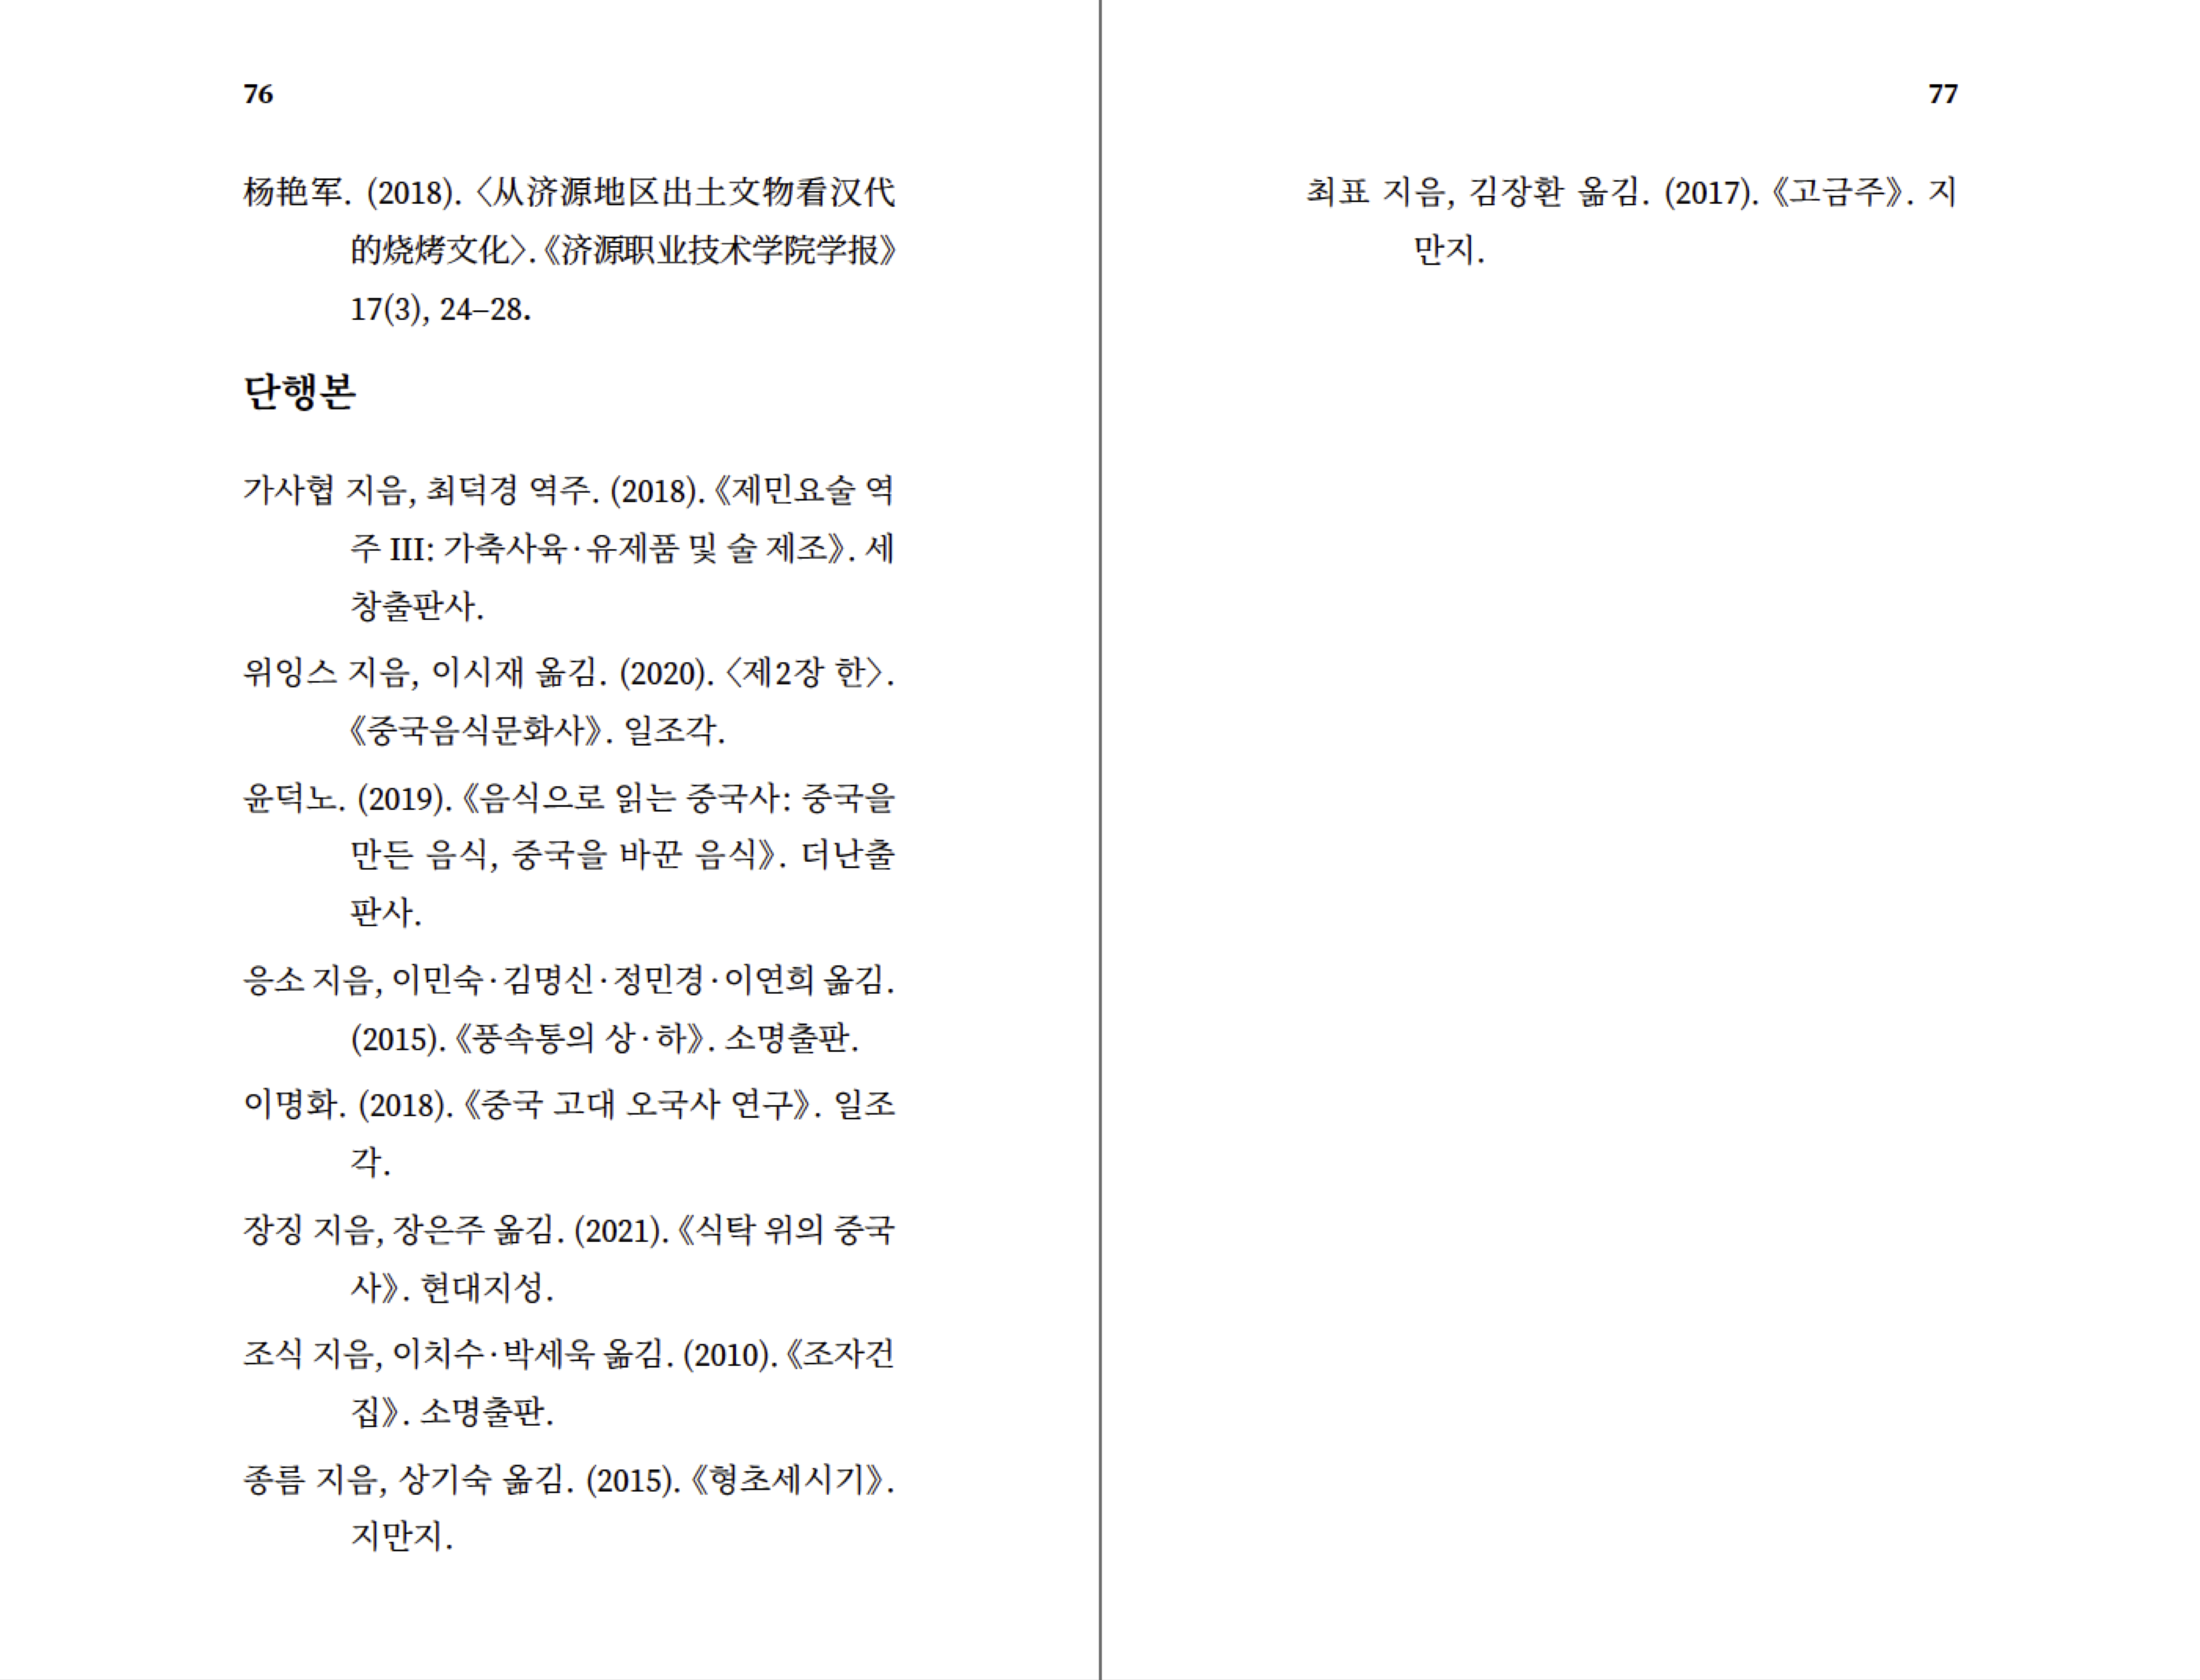 76
杨艳军. (2018).〈从济源地区出土文物看汉代
的烧烤文化〉.《济源职业技术学院学报》
17(3), 24–28.
단행본
가사협 지음, 최덕경 역주. (2018).《제민요술 역
주 III: 가축사육·유제품 및 술 제조》. 세
창출판사.
위잉스 지음, 이시재 옮김. (2020).〈제2장 한〉.
《중국음식문화사》. 일조각.
윤덕노. (2019).《음식으로 읽는 중국사: 중국을
만든 음식, 중국을 바꾼 음식》. 더난출
판사.
응소 지음, 이민숙·김명신·정민경·이연희 옮김.
(2015).《풍속통의 상·하》. 소명출판.
이명화. (2018).《중국 고대 오국사 연구》. 일조
각.
장징 지음, 장은주 옮김. (2021).《식탁 위의 중국
사》. 현대지성.
조식 지음, 이치수·박세욱 옮김. (2010).《조자건
집》. 소명출판.
종름 지음, 상기숙 옮김. (2015).《형초세시기》.
지만지.
77
최표 지음, 김장환 옮김. (2017).《고금주》. 지
만지.